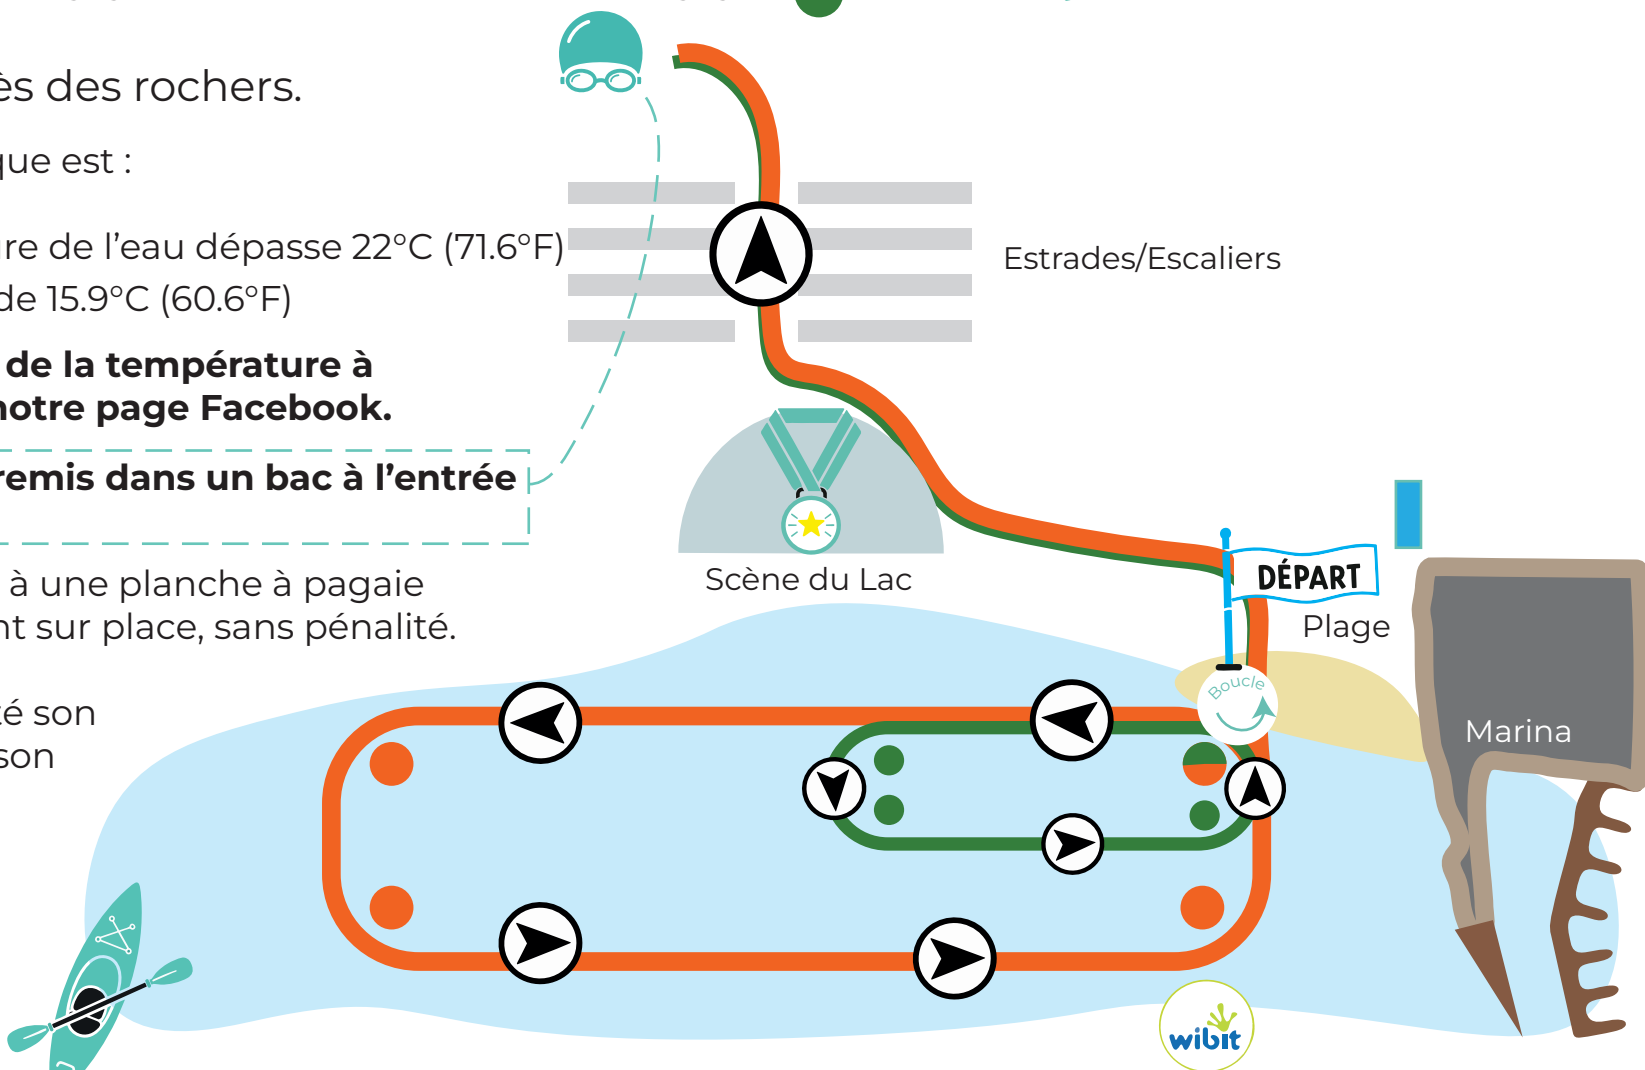 ès des rochers.
que est :
ure de l’eau dépasse 22°C (71.6°F)
de 15.9°C (60.6°F)
de la température à
notre page Facebook.
remis dans un bac à l’entrée
à une planche à pagaie
nt sur place, sans pénalité.
té son
son
Estrades/Escaliers
Scène du Lac
DÉPART
Plage
Boucle
Marina
wibit